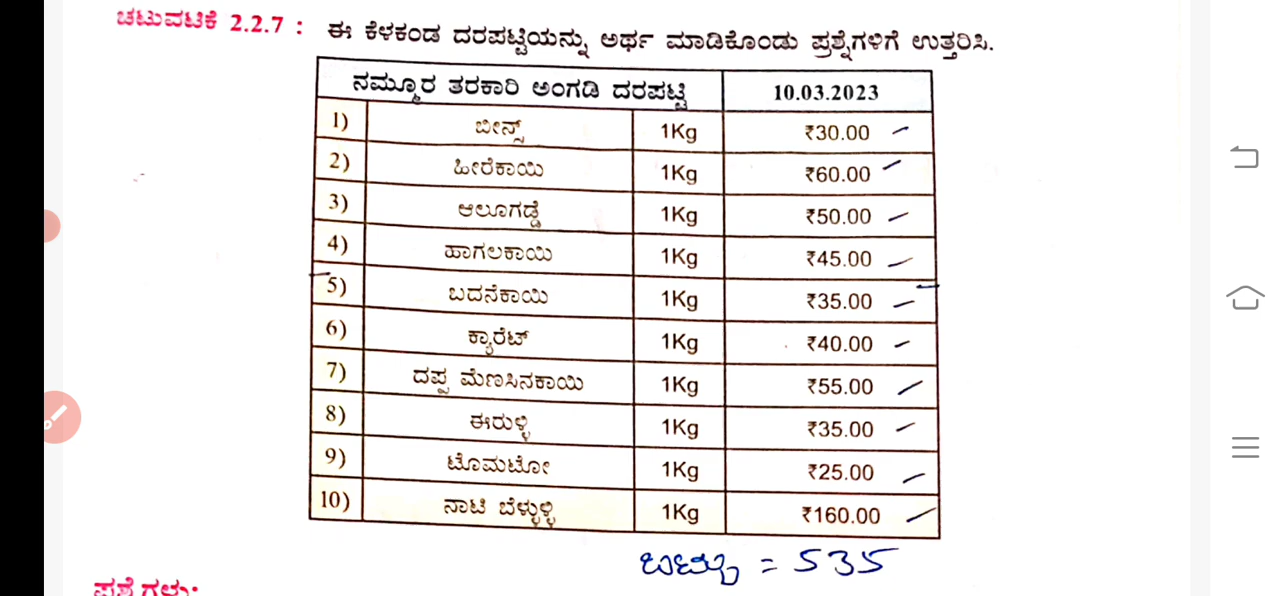 ಚಟುವಟಿಕೆ 2.2.7 : ಈ ಕೆಳಕಂಡ ದರಪಟ್ಟಿಯನ್ನು ಅರ್ಥ ಮಾಡಿಕೊಂಡು ಪ್ರಶ್ನೆಗಳಿಗೆ ಉತ್ತರಿಸಿ.
ನಮ್ಮೂರ ತರಕಾರಿ ಅಂಗಡಿ ದರಪಟ್ಟಿ 10.03.2023
1) ಬೀನ್ಸ್ 1Kg ₹30.00
2) ಹೀರೆಕಾಯಿ 1Kg ₹60.00
3) ಆಲೂಗಡ್ಡೆ 1Kg ₹50.00
4) ಹಾಗಲಕಾಯಿ 1Kg ₹45.00
5) ಬದನೆಕಾಯಿ 1Kg ₹35.00
6) ಕ್ಯಾರೆಟ್ 1Kg ₹40.00
7) ದಪ್ಪ ಮೆಣಸಿನಕಾಯಿ 1Kg ₹55.00
8) ಈರುಳ್ಳಿ 1Kg ₹35.00
9) ಟೊಮಟೋ 1Kg ₹25.00
10) ನಾಟಿ ಬೆಳ್ಳುಳ್ಳಿ 1Kg ₹160.00
ಒಟ್ಟು = 535
ಪ್ರಶ್ನೆಗಳು: